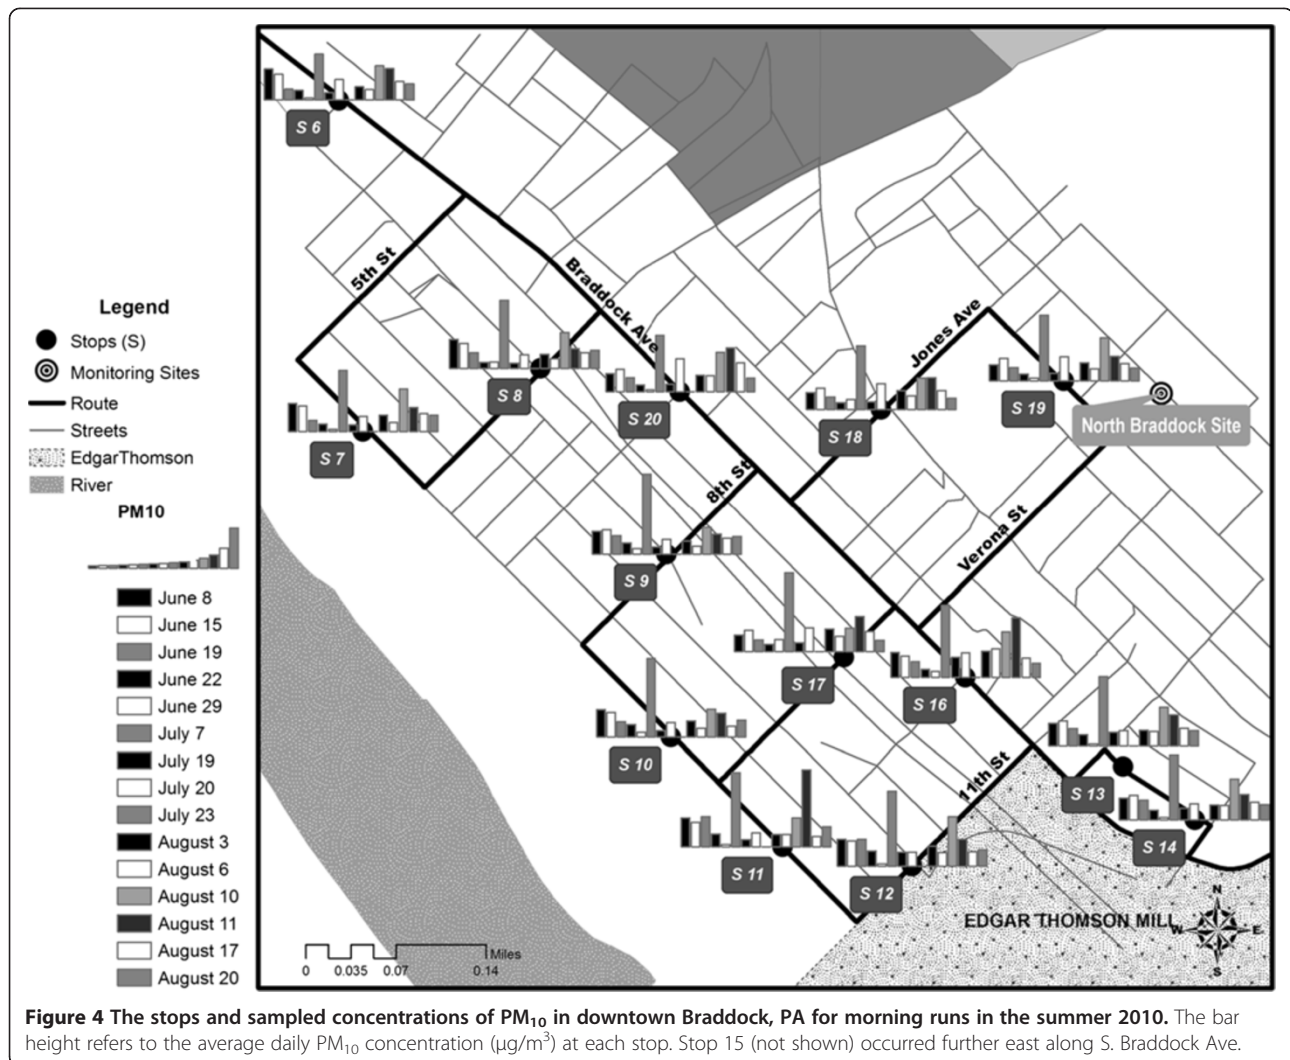 S 6
5th St
Braddock Ave
Jones Ave
S 8
S 20
S 7
S 18
S 19
North Braddock Site
8th St
Verona St
S 9
S 17
S 16
S 10
11th St
S 13
S 11
S 12
S 14
EDGAR THOMSON MILL
N
W
E
S
Miles
0
0.035
0.07
0.14
Legend
Stops (S)
Monitoring Sites
Route
Streets
EdgarThomson
River
PM10
June 8
June 15
June 19
June 22
June 29
July 7
July 19
July 20
July 23
August 3
August 6
August 10
August 11
August 17
August 20
Figure 4 The stops and sampled concentrations of PM₁₀ in downtown Braddock, PA for morning runs in the summer 2010. The bar
height refers to the average daily PM₁₀ concentration (μg/m³) at each stop. Stop 15 (not shown) occurred further east along S. Braddock Ave.